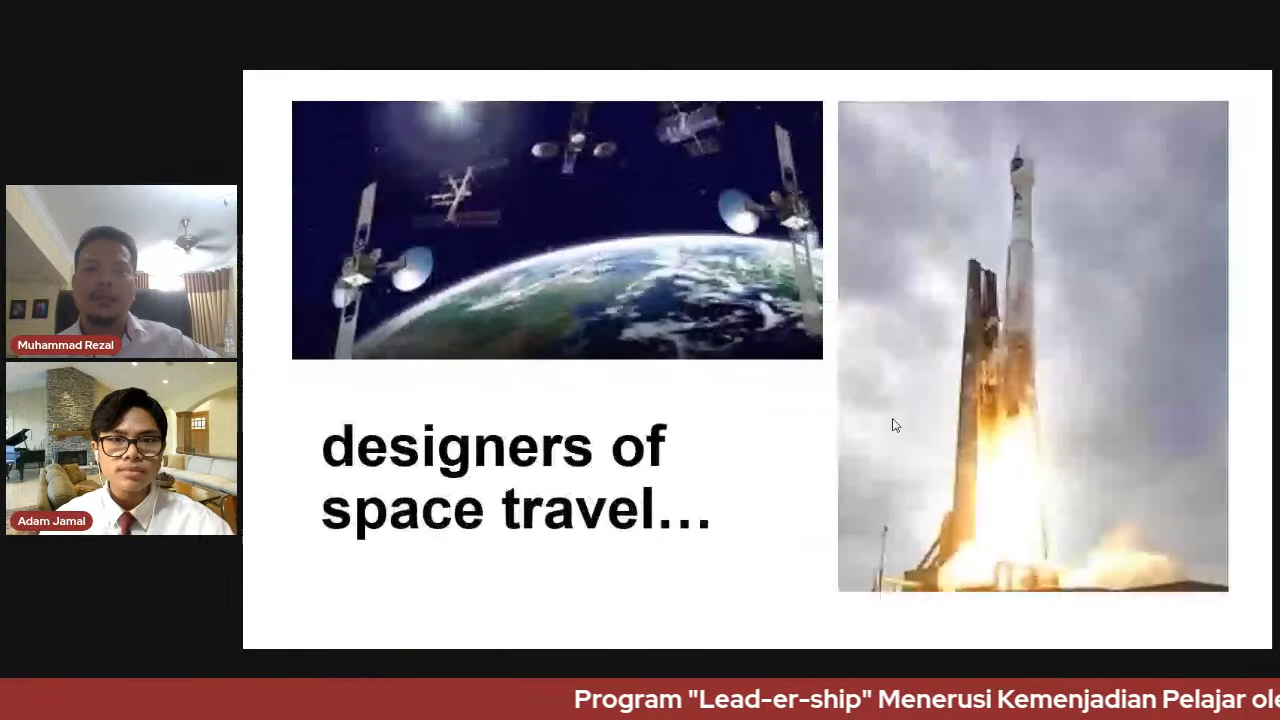 Muhammad Rezal
Adam Jamal
designers of
space travel…
Program "Lead-er-ship" Menerusi Kemenjadian Pelajar ole